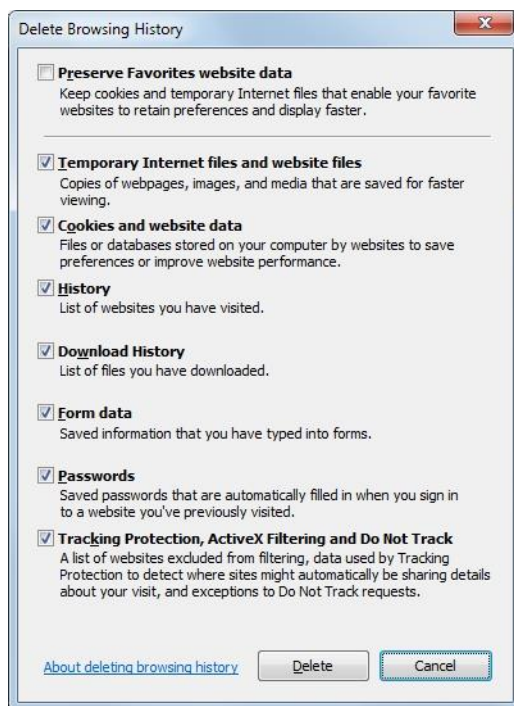 Delete Browsing History
Preserve Favorites website data
Keep cookies and temporary Internet files that enable your favorite
websites to retain preferences and display faster.
Temporary Internet files and website files
Copies of webpages, images, and media that are saved for faster
viewing.
Cookies and website data
Files or databases stored on your computer by websites to save
preferences or improve website performance.
History
List of websites you have visited.
Download History
List of files you have downloaded.
Form data
Saved information that you have typed into forms.
Passwords
Saved passwords that are automatically filled in when you sign in
to a website you've previously visited.
Tracking Protection, ActiveX Filtering and Do Not Track
A list of websites excluded from filtering, data used by Tracking
Protection to detect where sites might automatically be sharing details
about your visit, and exceptions to Do Not Track requests.
About deleting browsing history Delete Cancel